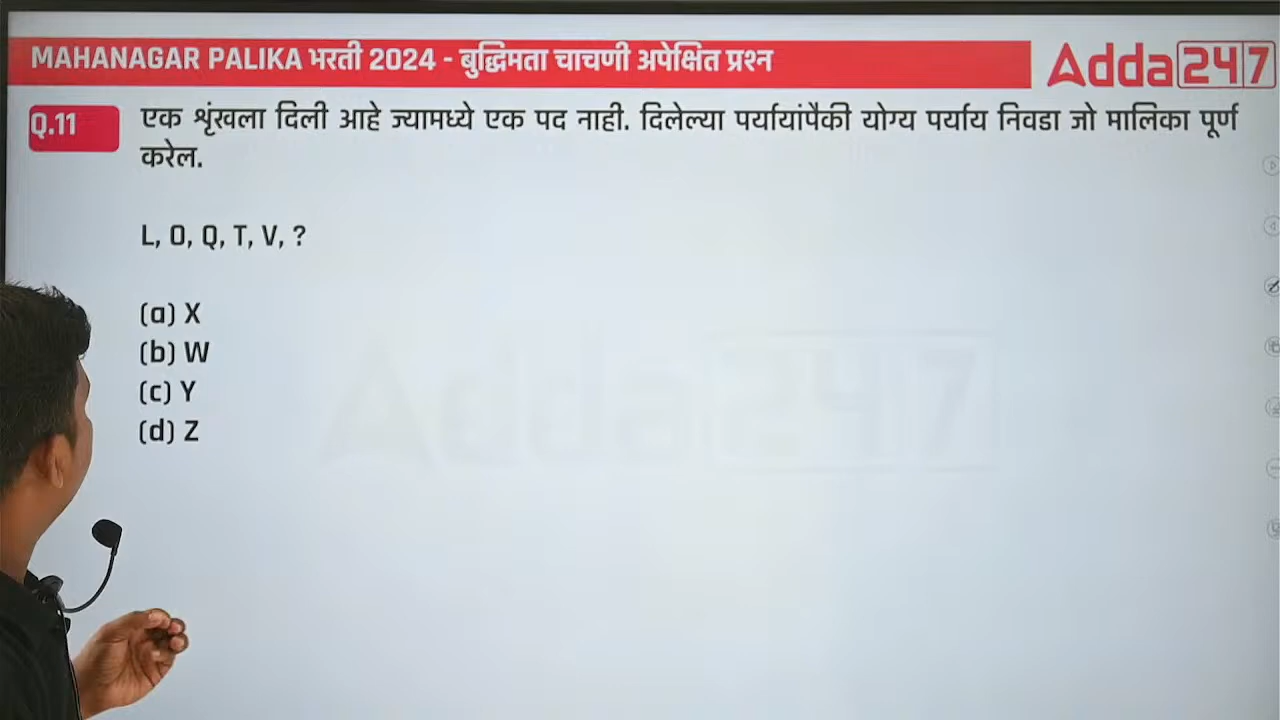 MAHANAGAR PALIKA भरती 2024 - बुद्धिमता चाचणी अपेक्षित प्रश्न
Adda247
Q.11
एक शृंखला दिली आहे ज्यामध्ये एक पद नाही. दिलेल्या पर्यायांपैकी योग्य पर्याय निवडा जो मालिका पूर्ण
करेल.
L, O, Q, T, V, ?
(a) X
(b) W
(c) Y
(d) Z
Adda247